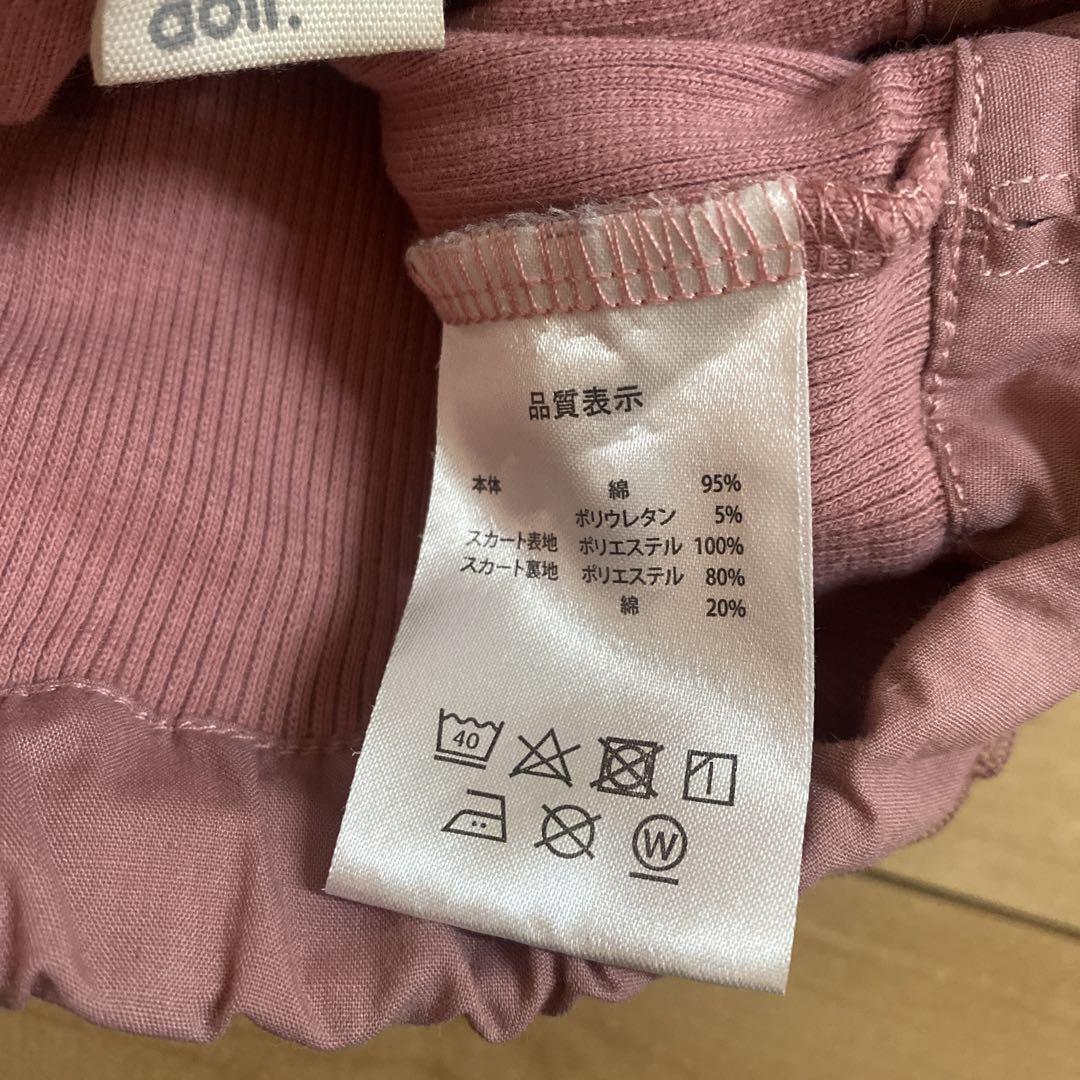 doll.
品質表示
本体 綿 95%
ポリウレタン 5%
スカート表地 ポリエステル 100%
スカート裏地 ポリエステル 80%
綿 20%
40
W